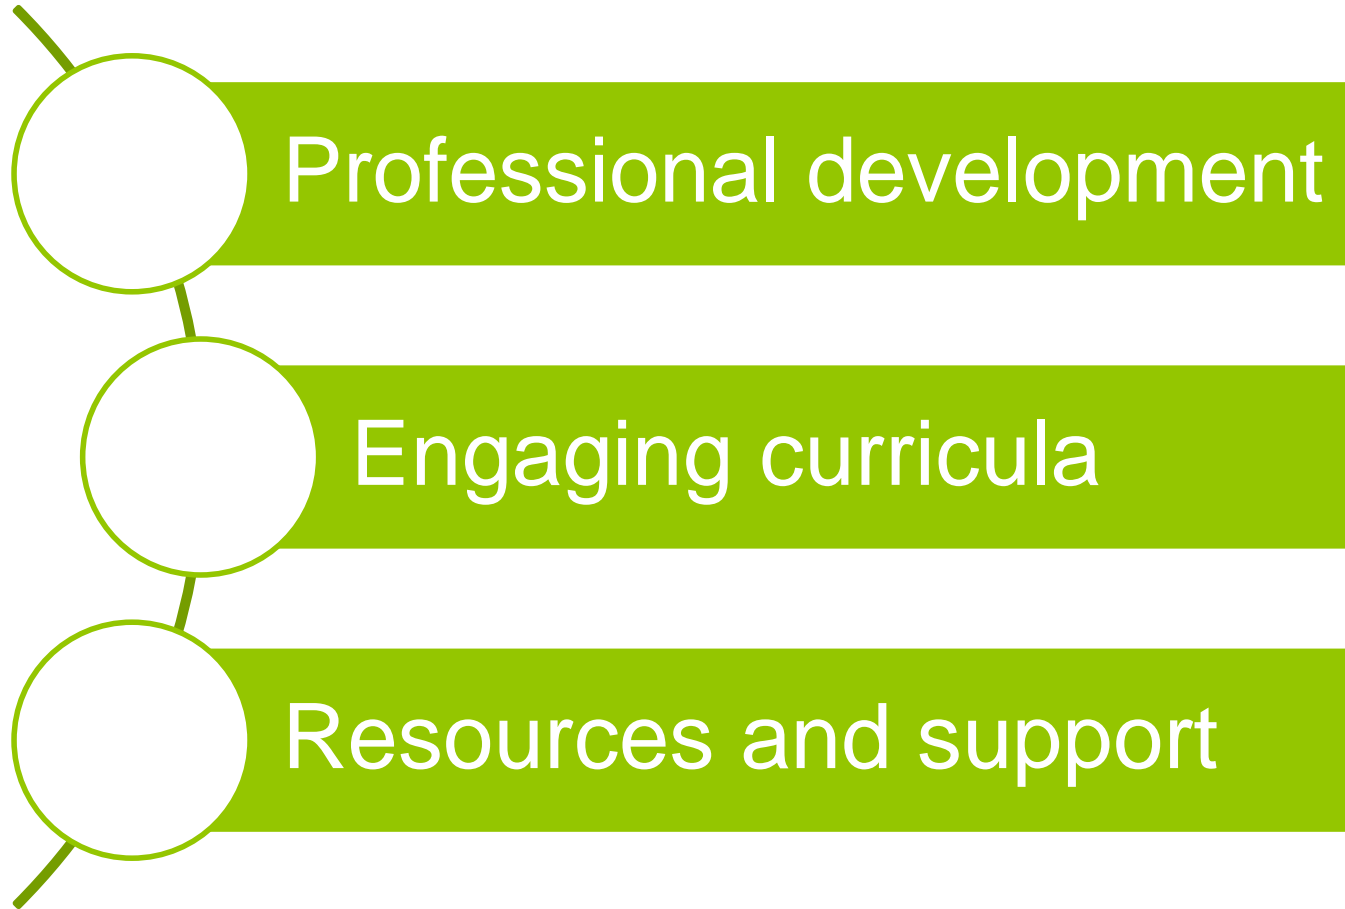 Professional development
Engaging curricula
Resources and support